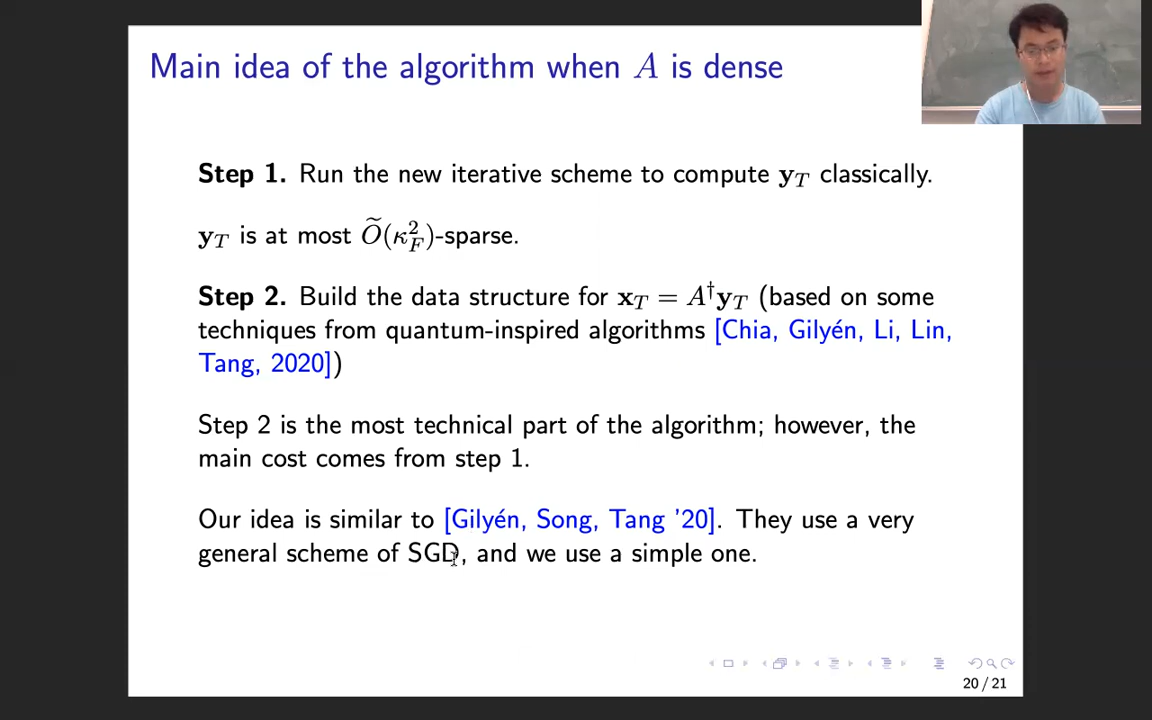 Main idea of the algorithm when A is dense
Step 1. Run the new iterative scheme to compute y_T classically.
y_T is at most Õ(κ_F^2)-sparse.
Step 2. Build the data structure for x_T = A†y_T (based on some
techniques from quantum-inspired algorithms [Chia, Gilyén, Li, Lin,
Tang, 2020])
Step 2 is the most technical part of the algorithm; however, the
main cost comes from step 1.
Our idea is similar to [Gilyén, Song, Tang '20]. They use a very
general scheme of SGD, and we use a simple one.
20 / 21